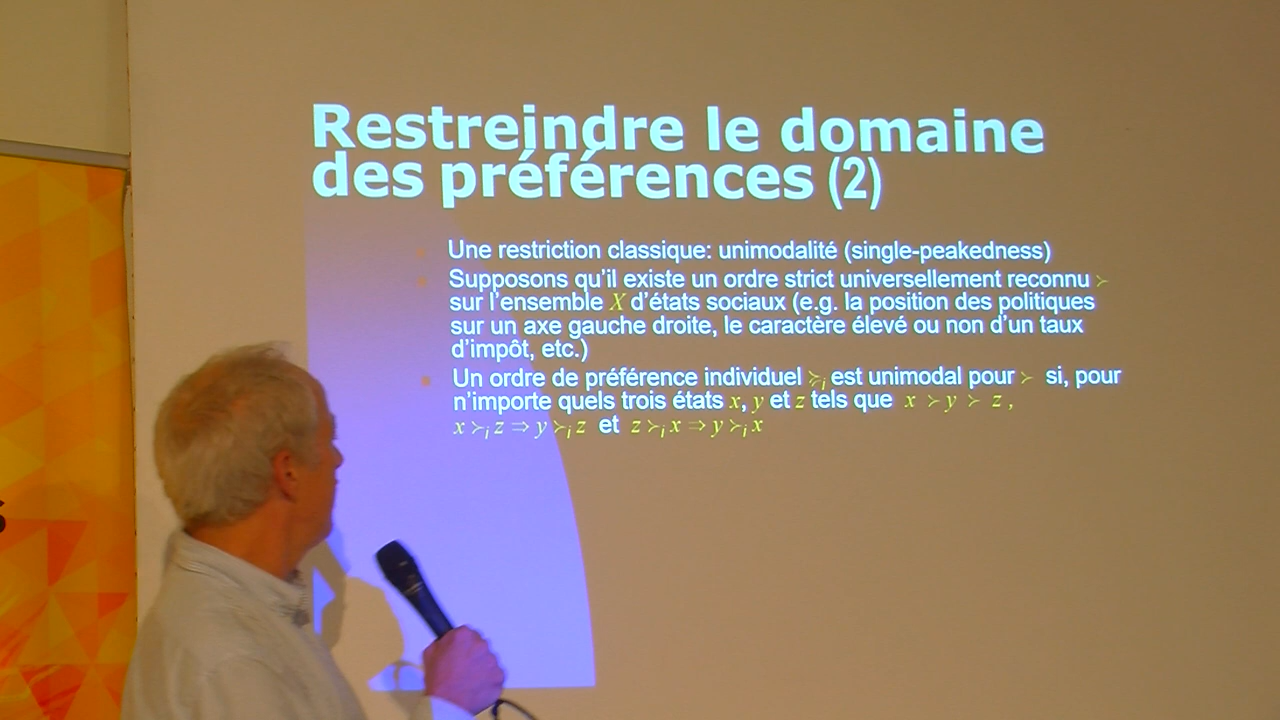 Restreindre le domaine
des préférences (2)
Une restriction classique: unimodalité (single-peakedness)
Supposons qu'il existe un ordre strict universellement reconnu ≻
sur l'ensemble X d'états sociaux (e.g. la position des politiques
sur un axe gauche droite, le caractère élevé ou non d'un taux
d'impôt, etc.)
Un ordre de préférence individuel ≿i est unimodal pour ≻ si, pour
n'importe quels trois états x, y et z tels que x ≻ y ≻ z ,
x ≻i z ⇒ y ≻i z et z ≻i x ⇒ y ≻i x